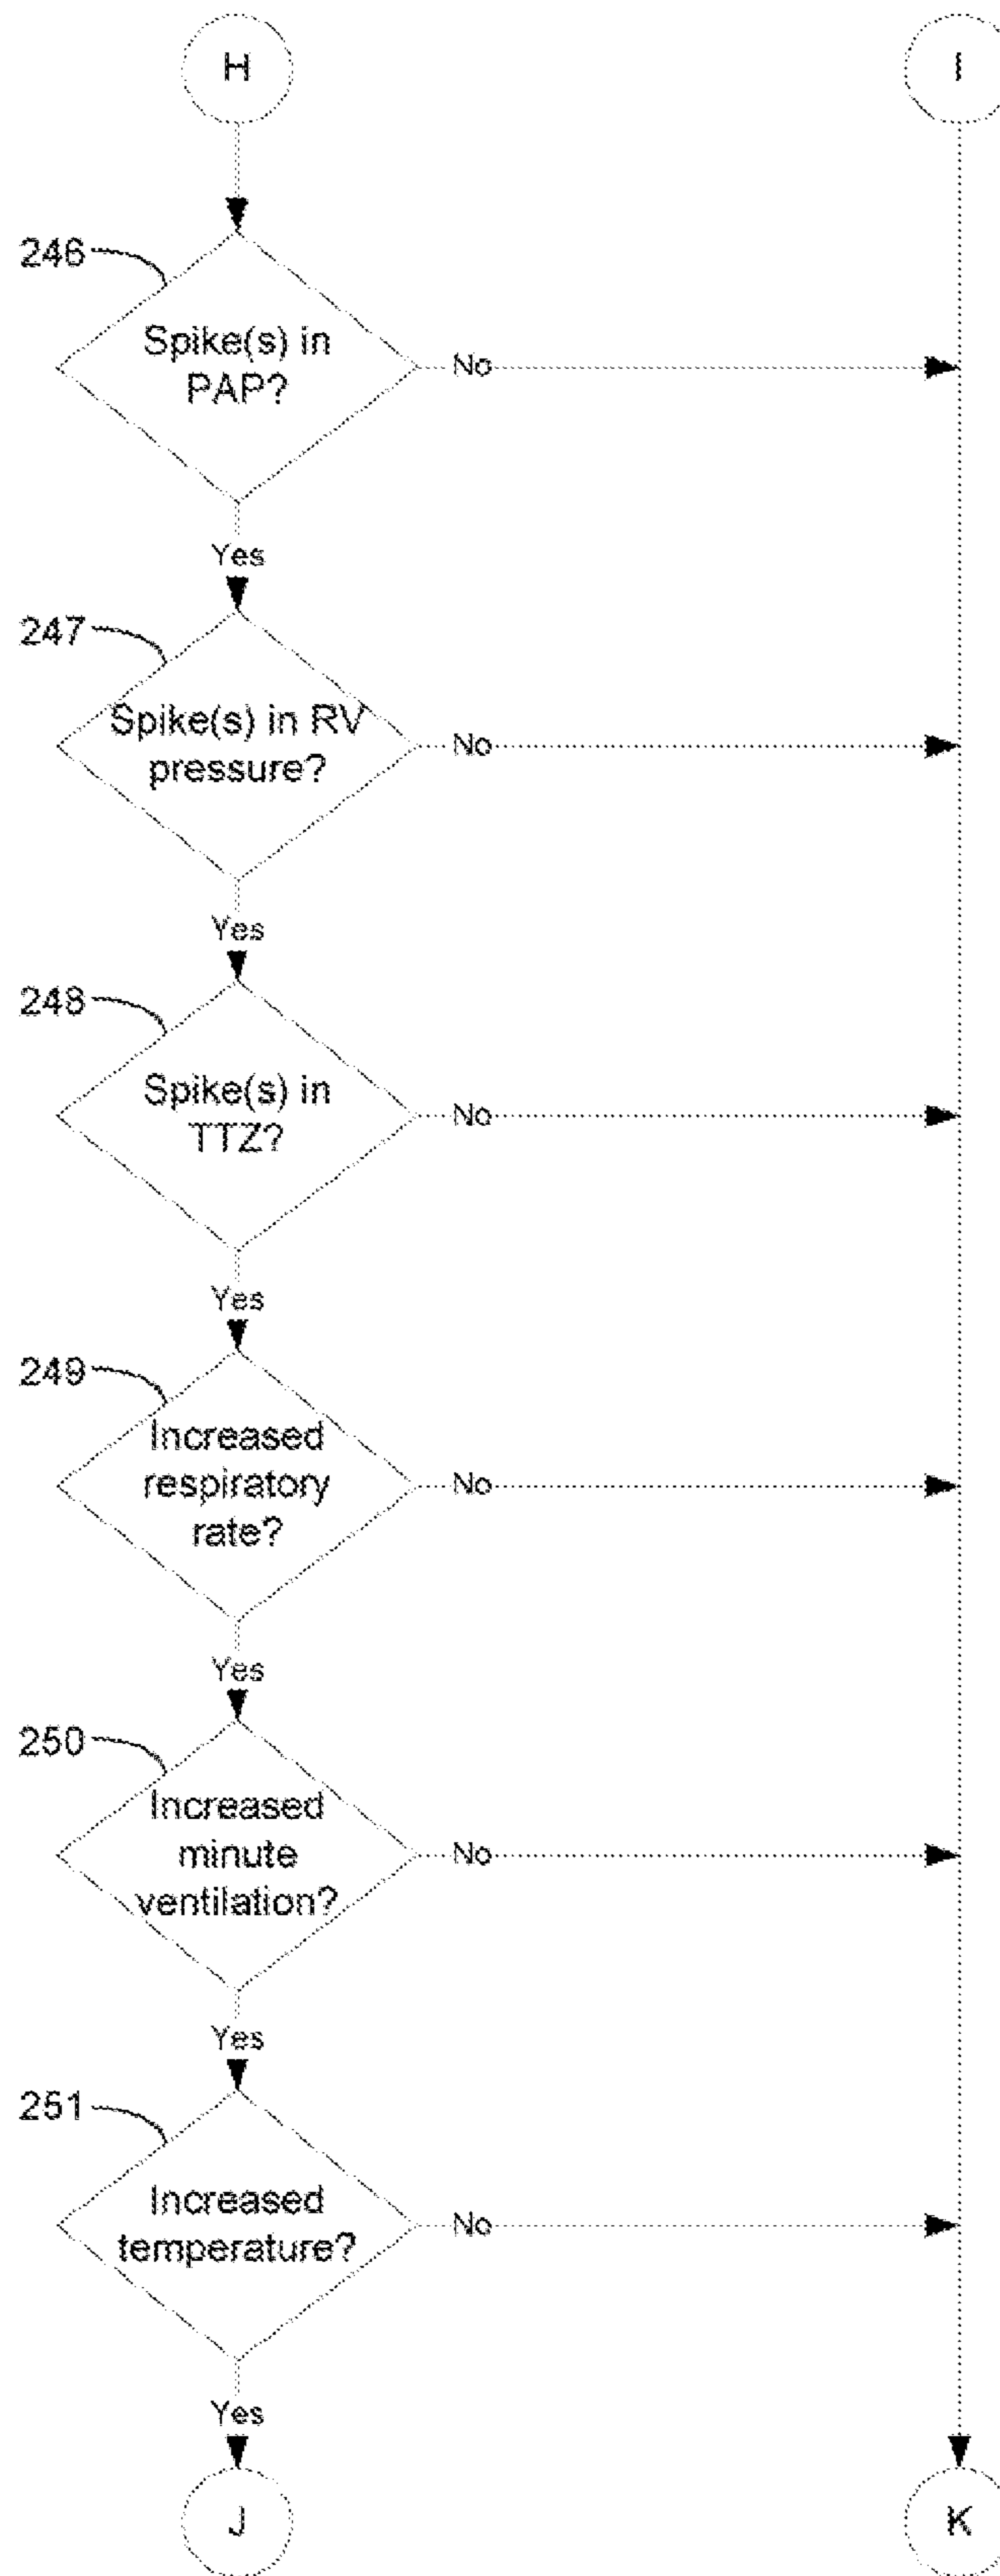 H
I
246
Spike(s) in
PAP?
No
Yes
247
Spike(s) in RV
pressure?
No
Yes
248
Spike(s) in
TTZ?
No
Yes
249
Increased
respiratory
rate?
No
Yes
250
Increased
minute
ventilation?
No
Yes
251
Increased
temperature?
No
Yes
J
K